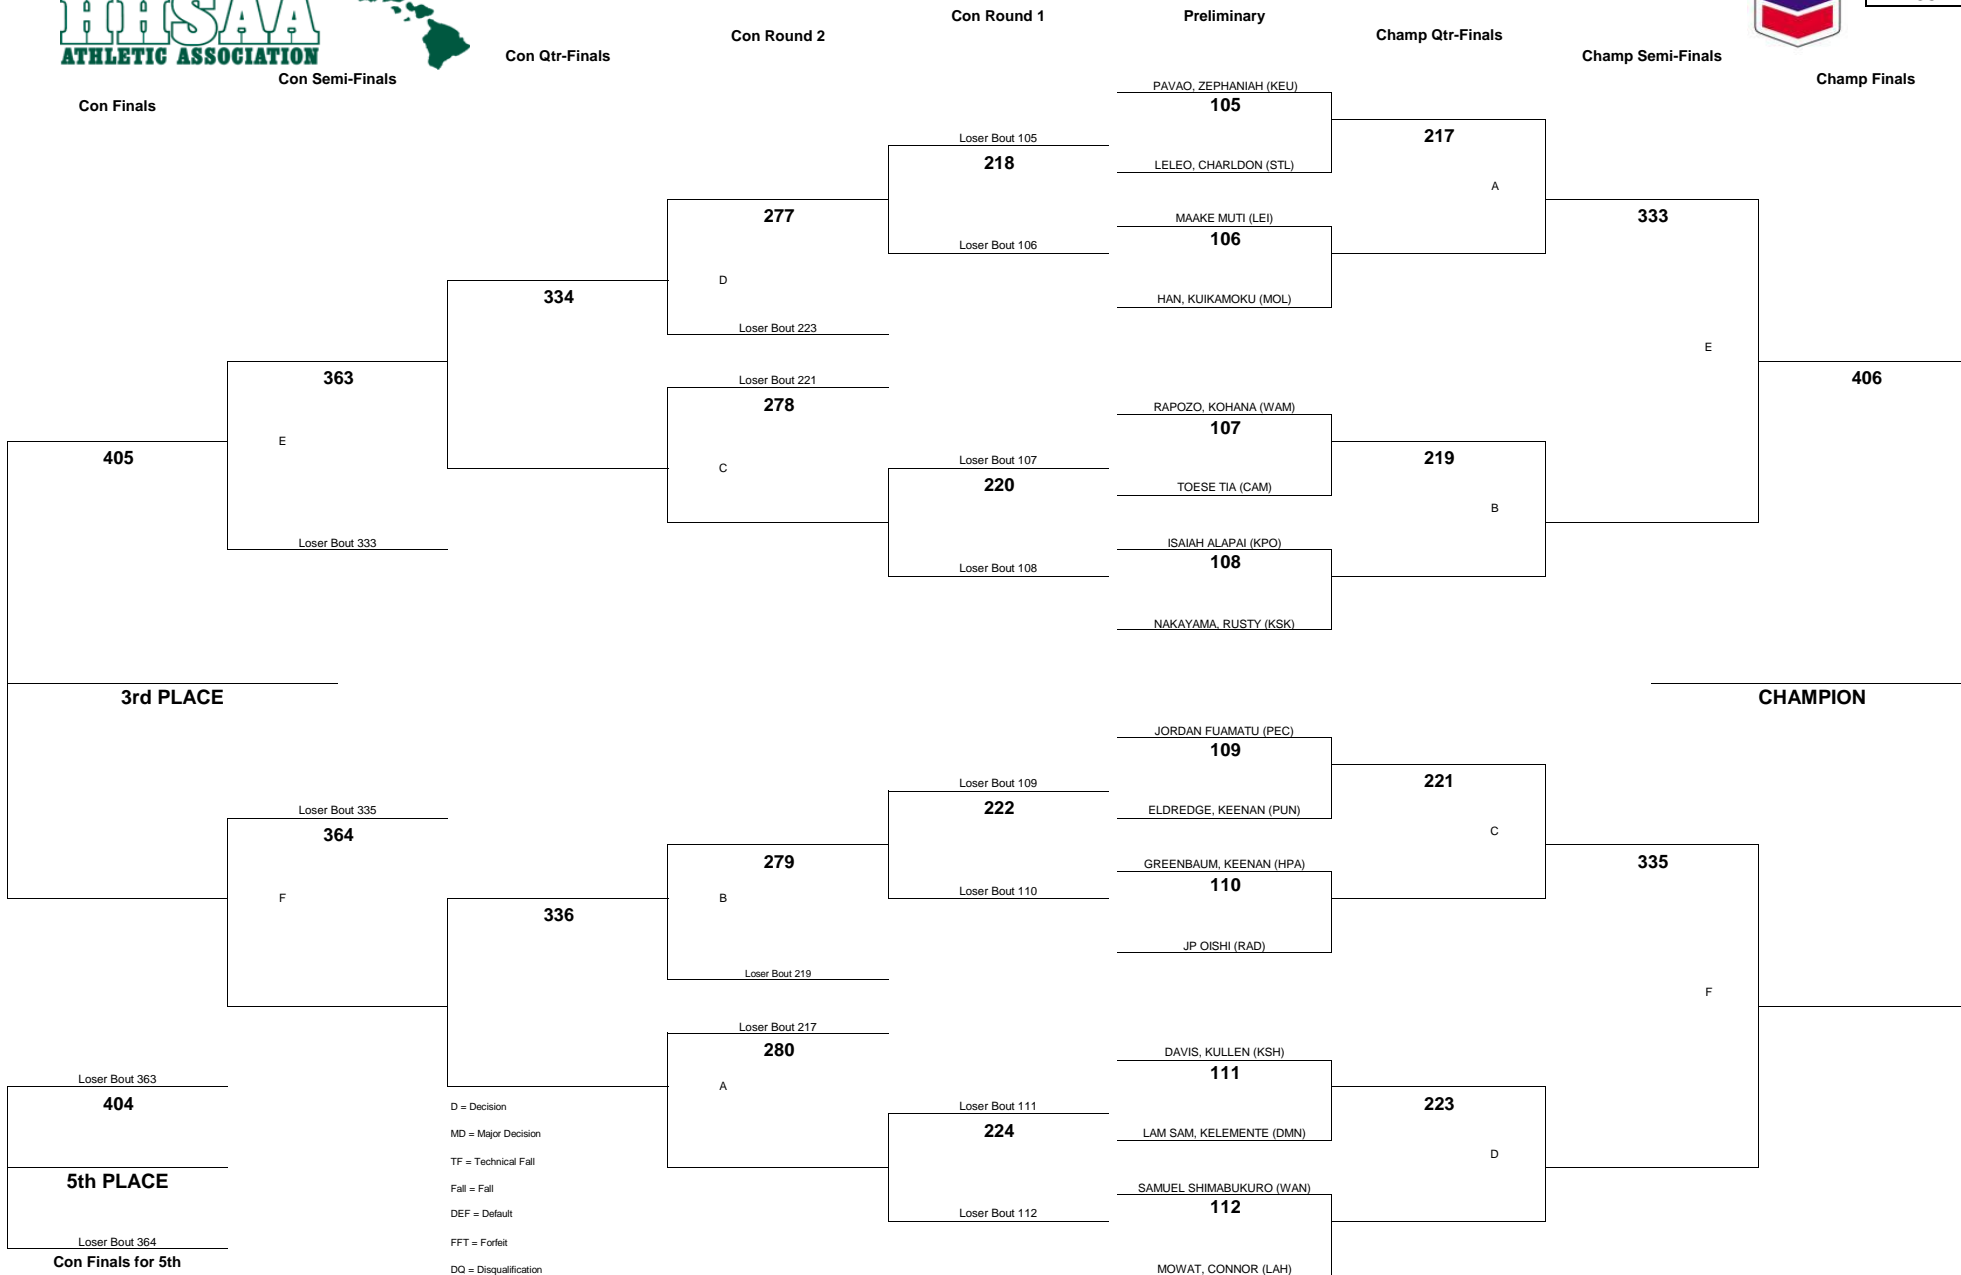 HHSAA
ATHLETIC ASSOCIATION
Con Finals
Con Semi-Finals
Con Qtr-Finals
Con Round 2
Con Round 1
Preliminary
Champ Qtr-Finals
Champ Semi-Finals
Champ Finals
PAVAO, ZEPHANIAH (KEU)
105
LELEO, CHARLDON (STL)
Loser Bout 105
218
Loser Bout 106
217
A
MAAKE MUTI (LEI)
106
HAN, KUIKAMOKU (MOL)
277
D
Loser Bout 223
333
E
334
363
E
Loser Bout 333
Loser Bout 221
278
C
406
RAPOZO, KOHANA (WAM)
107
TOESE TIA (CAM)
405
Loser Bout 107
220
Loser Bout 108
219
B
ISAIAH ALAPAI (KPO)
108
NAKAYAMA, RUSTY (KSK)
3rd PLACE
CHAMPION
JORDAN FUAMATU (PEC)
109
ELDREDGE, KEENAN (PUN)
Loser Bout 109
222
Loser Bout 110
221
C
Loser Bout 335
364
F
279
B
Loser Bout 219
GREENBAUM, KEENAN (HPA)
110
JP OISHI (RAD)
335
F
336
Loser Bout 217
280
A
DAVIS, KULLEN (KSH)
111
LAM SAM, KELEMENTE (DMN)
Loser Bout 111
224
Loser Bout 112
223
D
SAMUEL SHIMABUKURO (WAN)
112
MOWAT, CONNOR (LAH)
Loser Bout 363
404
5th PLACE
Loser Bout 364
Con Finals for 5th
D = Decision
MD = Major Decision
TF = Technical Fall
Fall = Fall
DEF = Default
FFT = Forfeit
DQ = Disqualification